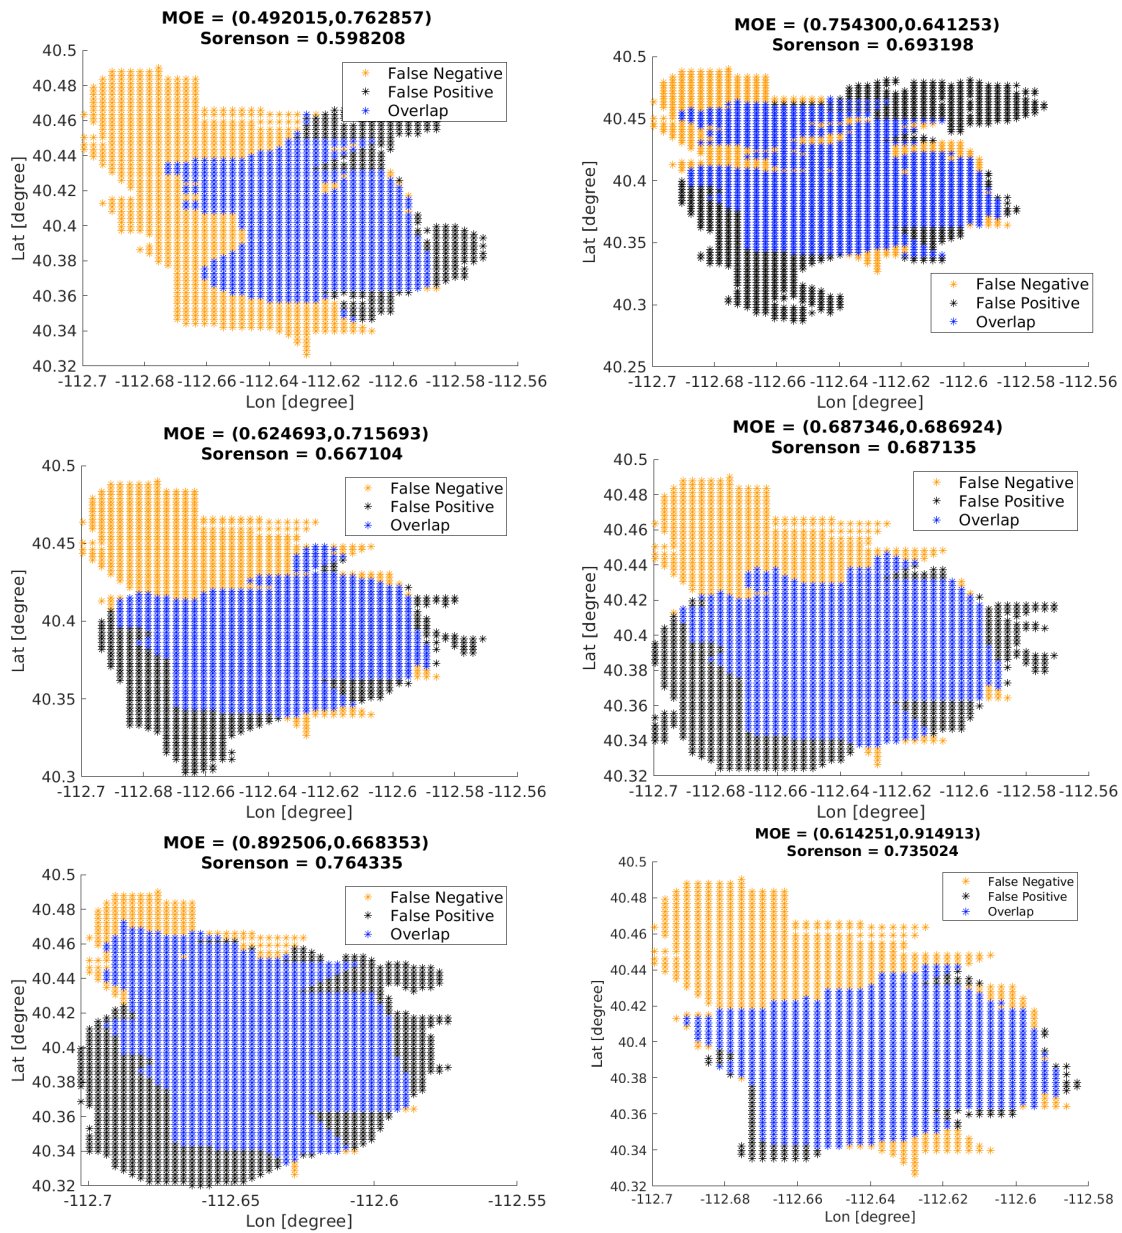 MOE = (0.492015,0.762857)
Sorenson = 0.598208
40.5
40.48
40.46
40.44
40.42
40.4
40.38
40.36
40.34
40.32
Lat [degree]
False Negative
False Positive
Overlap
-112.7 -112.68 -112.66 -112.64 -112.62 -112.6 -112.58 -112.56
Lon [degree]
MOE = (0.754300,0.641253)
Sorenson = 0.693198
40.5
40.45
40.4
40.35
40.3
40.25
Lat [degree]
False Negative
False Positive
Overlap
-112.7 -112.68 -112.66 -112.64 -112.62 -112.6 -112.58 -112.56
Lon [degree]
MOE = (0.624693,0.715693)
Sorenson = 0.667104
40.5
40.45
40.4
40.35
40.3
Lat [degree]
False Negative
False Positive
Overlap
-112.7 -112.68 -112.66 -112.64 -112.62 -112.6 -112.58 -112.56
Lon [degree]
MOE = (0.687346,0.686924)
Sorenson = 0.687135
40.5
40.48
40.46
40.44
40.42
40.4
40.38
40.36
40.34
40.32
Lat [degree]
False Negative
False Positive
Overlap
-112.7 -112.68 -112.66 -112.64 -112.62 -112.6 -112.58 -112.56
Lon [degree]
MOE = (0.892506,0.668353)
Sorenson = 0.764335
40.5
40.48
40.46
40.44
40.42
40.4
40.38
40.36
40.34
40.32
Lat [degree]
False Negative
False Positive
Overlap
-112.7 -112.65 -112.6 -112.55
Lon [degree]
MOE = (0.614251,0.914913)
Sorenson = 0.735024
40.5
40.48
40.46
40.44
40.42
40.4
40.38
40.36
40.34
40.32
Lat [degree]
False Negative
False Positive
Overlap
-112.7 -112.68 -112.66 -112.64 -112.62 -112.6 -112.58
Lon [degree]